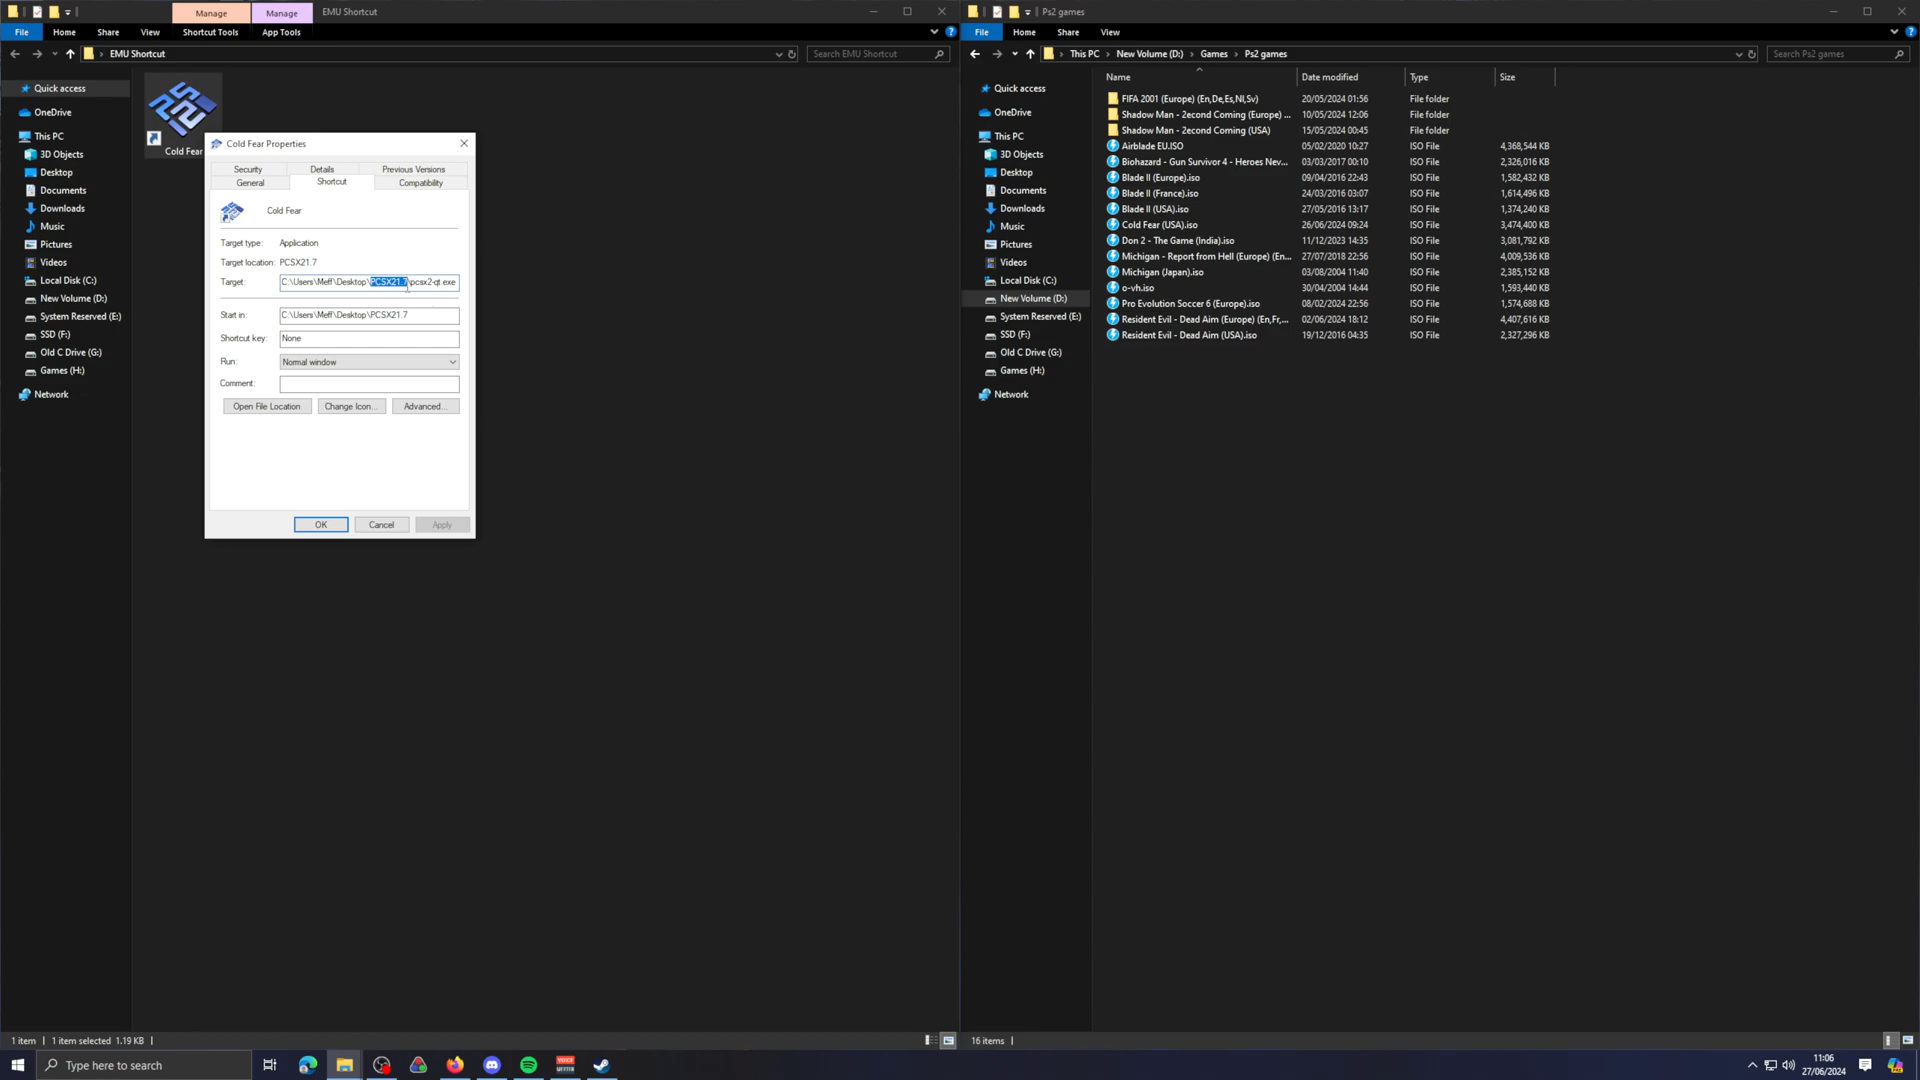 Manage
Manage
EMU Shortcut
File
Home
Share
View
Shortcut Tools
App Tools
EMU Shortcut
Search EMU Shortcut
Quick access
OneDrive
This PC
3D Objects
Desktop
Documents
Downloads
Music
Pictures
Videos
Local Disk (C:)
New Volume (D:)
System Reserved (E:)
SSD (F:)
Old C Drive (G:)
Games (H:)
Network
Cold Fear
Cold Fear Properties
Security
Details
Previous Versions
General
Shortcut
Compatibility
Cold Fear
Target type: Application
Target location: PCSX21.7
Target: C:\Users\Meff\Desktop\PCSX21.7\pcsx2-qt.exe
Start in: C:\Users\Meff\Desktop\PCSX21.7
Shortcut key: None
Run: Normal window
Comment:
Open File Location
Change Icon...
Advanced...
OK
Cancel
Apply
1 item
1 item selected 1.19 KB
Ps2 games
File
Home
Share
View
This PC
New Volume (D:)
Games
Ps2 games
Search Ps2 games
Quick access
OneDrive
This PC
3D Objects
Desktop
Documents
Downloads
Music
Pictures
Videos
Local Disk (C:)
New Volume (D:)
System Reserved (E:)
SSD (F:)
Old C Drive (G:)
Games (H:)
Network
Name Date modified Type Size
FIFA 2001 (Europe) (En,De,Es,Nl,Sv) 20/05/2024 01:56 File folder
Shadow Man - 2econd Coming (Europe) ... 10/05/2024 12:06 File folder
Shadow Man - 2econd Coming (USA) 15/05/2024 00:45 File folder
Airblade EU.ISO 05/02/2020 10:27 ISO File 4,368,544 KB
Biohazard - Gun Survivor 4 - Heroes Nev... 03/03/2017 00:10 ISO File 2,326,016 KB
Blade II (Europe).iso 09/04/2016 22:43 ISO File 1,582,432 KB
Blade II (France).iso 24/03/2016 03:07 ISO File 1,614,496 KB
Blade II (USA).iso 27/05/2016 13:17 ISO File 1,374,240 KB
Cold Fear (USA).iso 26/06/2024 09:24 ISO File 3,474,400 KB
Don 2 - The Game (India).iso 11/12/2023 14:35 ISO File 3,081,792 KB
Michigan - Report from Hell (Europe) (En... 27/07/2018 22:56 ISO File 4,009,536 KB
Michigan (Japan).iso 03/08/2004 11:40 ISO File 2,385,152 KB
o-vh.iso 30/04/2004 14:44 ISO File 1,593,440 KB
Pro Evolution Soccer 6 (Europe).iso 08/02/2024 22:56 ISO File 1,574,688 KB
Resident Evil - Dead Aim (Europe) (En,Fr,... 02/06/2024 18:12 ISO File 4,407,616 KB
Resident Evil - Dead Aim (USA).iso 19/12/2016 04:35 ISO File 2,327,296 KB
16 items
Type here to search
11:06
27/06/2024